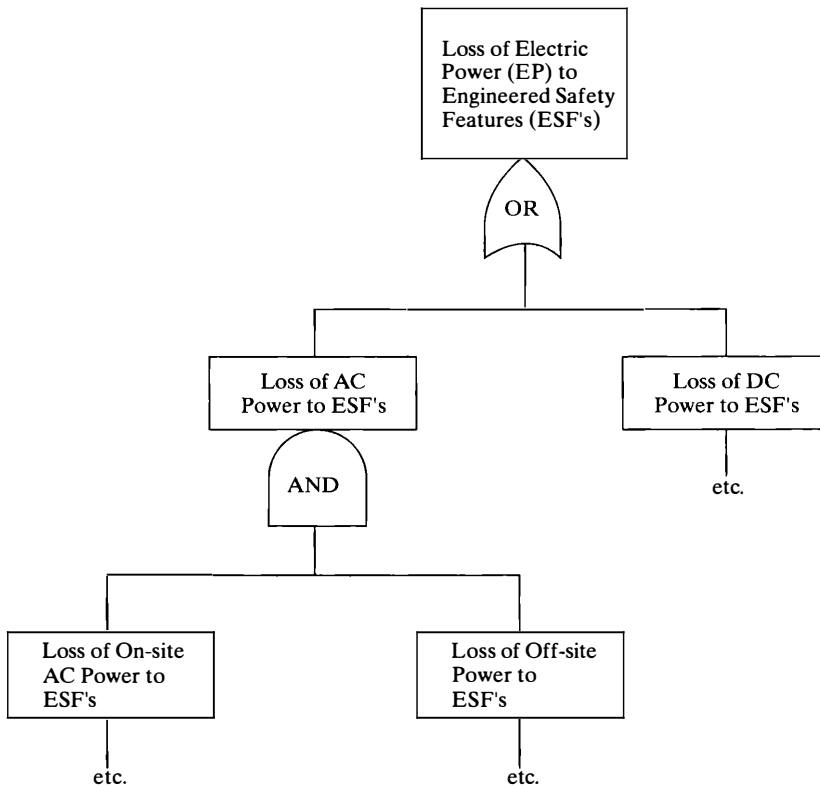 Loss of Electric
Power (EP) to
Engineered Safety
Features (ESF's)
OR
Loss of AC
Power to ESF's
Loss of DC
Power to ESF's
AND
etc.
Loss of On-site
AC Power to
ESF's
Loss of Off-site
Power to
ESF's
etc.
etc.